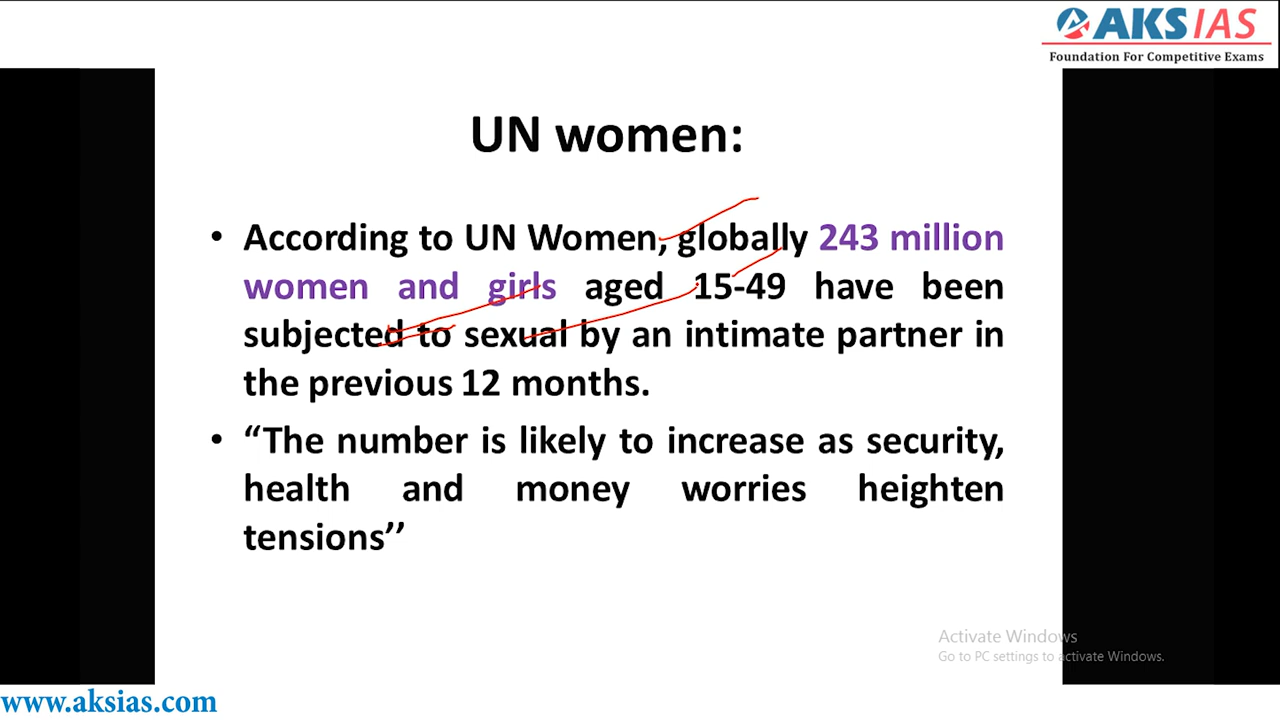 AKS IAS
Foundation For Competitive Exams
UN women:
• According to UN Women, globally 243 million
women and girls aged 15-49 have been
subjected to sexual by an intimate partner in
the previous 12 months.
• “The number is likely to increase as security,
health and money worries heighten
tensions’’
Activate Windows
Go to PC settings to activate Windows.
www.aksias.com